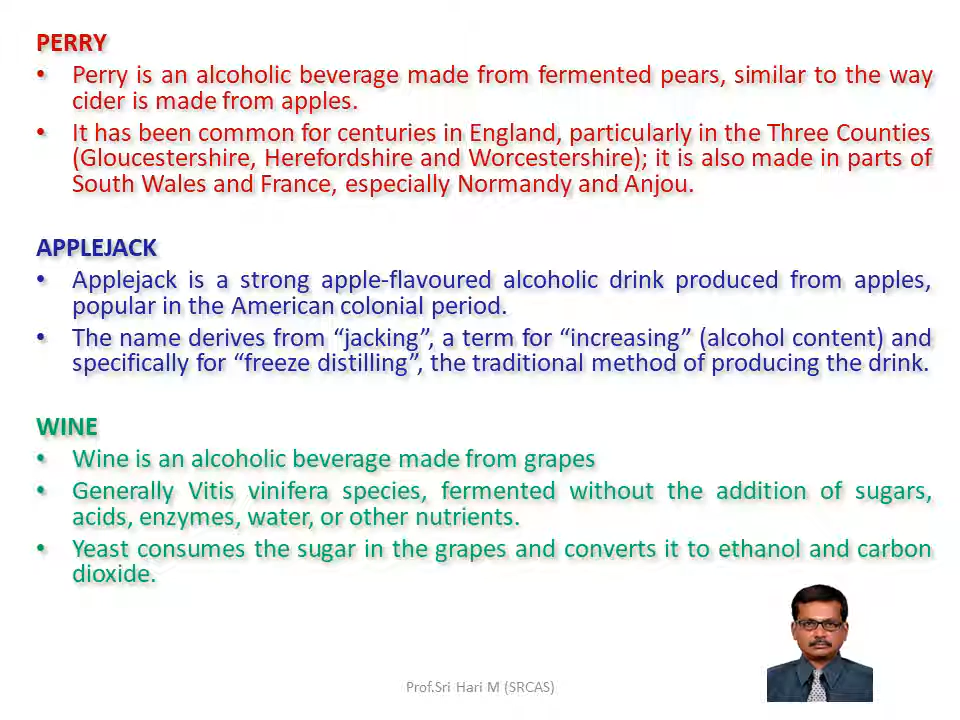 PERRY
• Perry is an alcoholic beverage made from fermented pears, similar to the way
cider is made from apples.
• It has been common for centuries in England, particularly in the Three Counties
(Gloucestershire, Herefordshire and Worcestershire); it is also made in parts of
South Wales and France, especially Normandy and Anjou.
APPLEJACK
• Applejack is a strong apple-flavoured alcoholic drink produced from apples,
popular in the American colonial period.
• The name derives from “jacking”, a term for “increasing” (alcohol content) and
specifically for “freeze distilling”, the traditional method of producing the drink.
WINE
• Wine is an alcoholic beverage made from grapes
• Generally Vitis vinifera species, fermented without the addition of sugars,
acids, enzymes, water, or other nutrients.
• Yeast consumes the sugar in the grapes and converts it to ethanol and carbon
dioxide.
Prof.Sri Hari M (SRCAS)